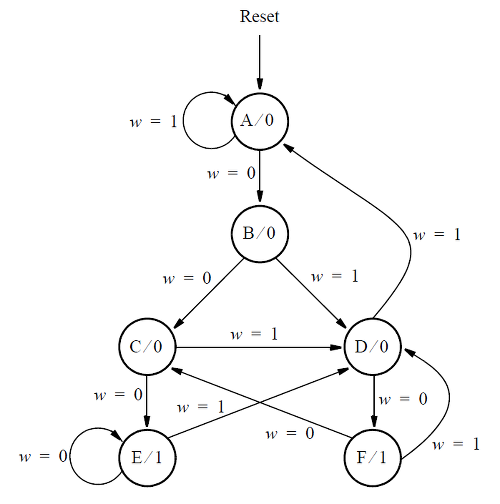 Reset
w = 1
A/0
w = 0
B/0
w = 1
w = 0
w = 1
C/0
w = 1
D/0
w = 0
w = 1
w = 0
w = 0
w = 0
E/1
F/1
w = 1